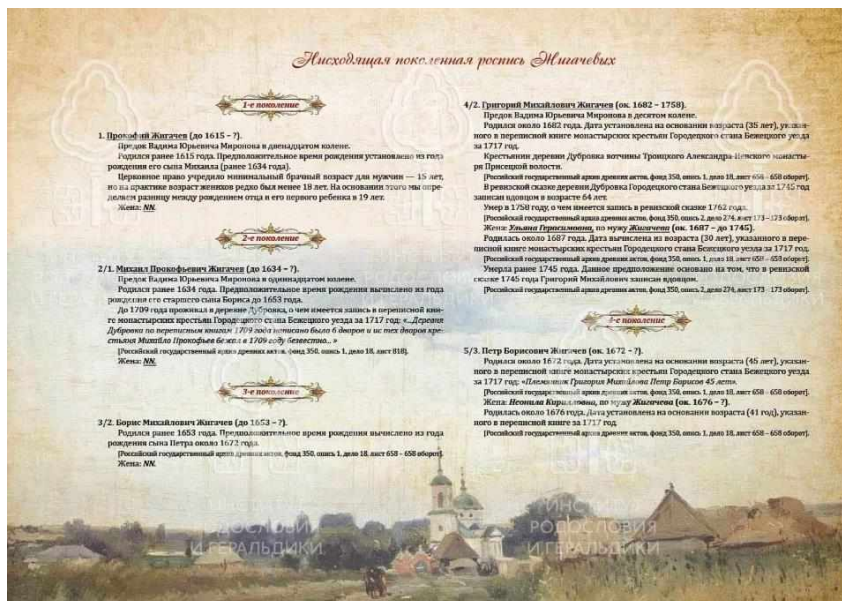 Нисходящая поколенная роспись Жигачевых
1-е поколение
1. Прокофий Жигачев (до 1615 – ?).
Предок Вадима Юрьевича Миронова в двенадцатом колене.
Родился ранее 1615 года. Предположительное время рождения установлено из года
рождения его сына Михаила (ранее 1634 года).
Церковное право учредило минимальный брачный возраст для мужчин — 15 лет,
но на практике возраст женихов редко был менее 18 лет. На основании этого мы опре-
деляем разницу между рождением отца и его первого ребенка в 19 лет.
Жена: NN.
2-е поколение
2/1. Михаил Прокофьевич Жигачев (до 1634 – ?).
Предок Вадима Юрьевича Миронова в одиннадцатом колене.
Родился ранее 1634 года. Предположительное время рождения вычислено из года
рождения его старшего сына Бориса до 1653 года.
До 1709 года проживал в деревне Дубровка, о чем имеется запись в переписной кни-
ге монастырских крестьян Городецкого стана Бежецкого уезда за 1717 год: «...Деревня
Дубровка по переписным книгам 1709 года написано было 6 дворов и ис тех дворов кре-
стьянин Михайло Прокофьев бежал в 1709 году безвестно...»
[Российский государственный архив древних актов, фонд 350, опись 1, дело 18, лист 818].
Жена: NN.
3-е поколение
3/2. Борис Михайлович Жигачев (до 1653 – ?).
Родился ранее 1653 года. Предположительное время рождения вычислено из года
рождения сына Петра около 1672 года.
[Российский государственный архив древних актов, фонд 350, опись 1, дело 18, лист 658 – 658 оборот].
Жена: NN.
4/2. Григорий Михайлович Жигачев (ок. 1682 – 1758).
Предок Вадима Юрьевича Миронова в десятом колене.
Родился около 1682 года. Дата установлена на основании возраста (35 лет), указан-
ного в переписной книге монастырских крестьян Городецкого стана Бежецкого уезда
за 1717 год.
Крестьянин деревни Дубровка вотчины Троицкого Александра-Невского монасты-
ря Присецкой волости.
[Российский государственный архив древних актов, фонд 350, опись 1, дело 18, лист 658 – 658 оборот].
В ревизской сказке деревни Дубровка Городецкого стана Бежецкого уезда за 1745 год
записан вдовцом в возрасте 64 лет.
Умер в 1758 году, о чем имеется запись в ревизской сказке 1762 года.
[Российский государственный архив древних актов, фонд 350, опись 2, дело 274, лист 173 – 173 оборот].
Жена: Ульяна Герасимовна, по мужу Жигачева (ок. 1687 – до 1745).
Родилась около 1687 года. Дата вычислена из возраста (30 лет), указанного в пере-
писной книге монастырских крестьян Городецкого стана Бежецкого уезда за 1717 год.
[Российский государственный архив древних актов, фонд 350, опись 1, дело 18, лист 658 – 658 оборот].
Умерла ранее 1745 года. Данное предположение основано на том, что в ревизской
сказке 1745 года Григорий Михайлович записан вдовцом.
[Российский государственный архив древних актов, фонд 350, опись 2, дело 274, лист 173 – 173 оборот].
4-е поколение
5/3. Петр Борисович Жигачев (ок. 1672 – ?).
Родился около 1672 года. Дата установлена на основании возраста (45 лет), указан-
ного в переписной книге монастырских крестьян Городецкого стана Бежецкого уезда
за 1717 год: «Племянник Григория Михайлова Петр Борисов 45 лет».
[Российский государственный архив древних актов, фонд 350, опись 1, дело 18, лист 658 – 658 оборот].
Жена: Неонила Кирилловна, по мужу Жигачева (ок. 1676 – ?).
Родилась около 1676 года. Дата установлена на основании возраста (41 год), указан-
ного в переписной книге за 1717 год.
[Российский государственный архив древних актов, фонд 350, опись 1, дело 18, лист 658 – 658 оборот].
РОДОСЛОВИЯ
И ГЕРАЛЬДИКИ
ИНСТИТУТ
РОДОСЛОВИЯ
И ГЕРАЛЬДИКИ